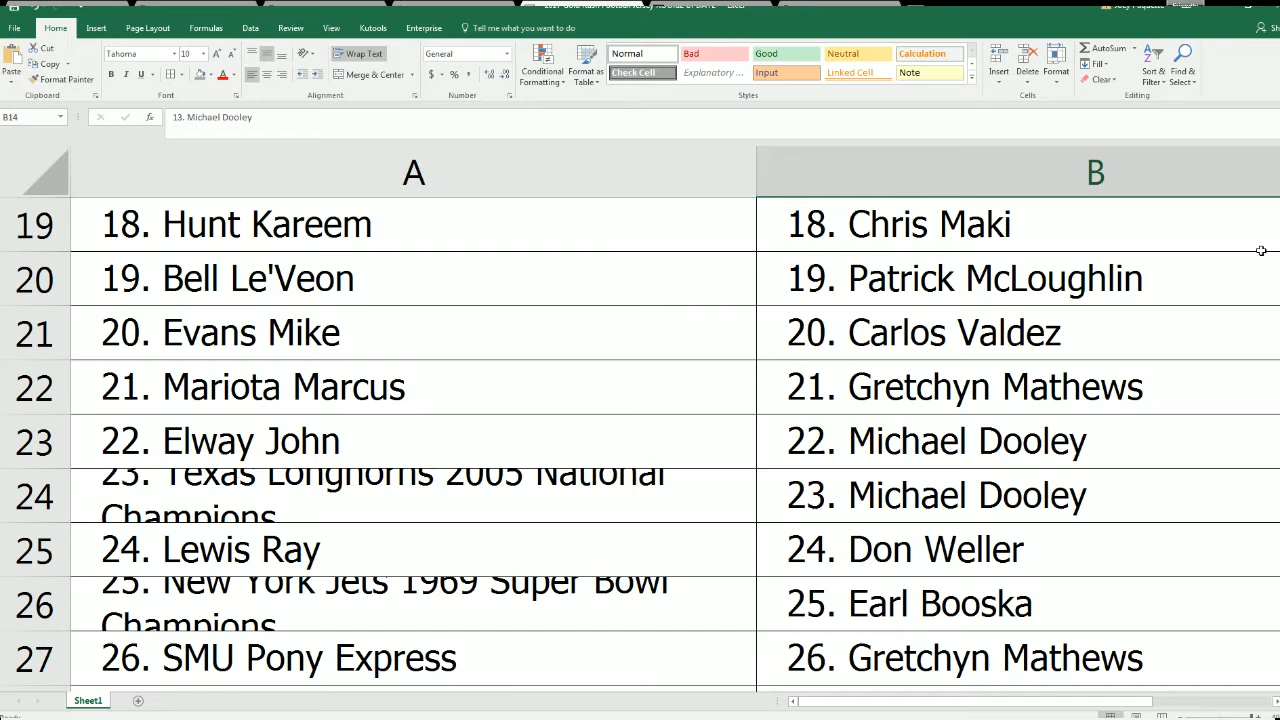 File Home Insert Page Layout Formulas Data Review View Kutools Enterprise Tell me what you want to do
Cut Tahoma 10 Wrap Text General Normal Bad Good Neutral Calculation AutoSum
Copy Fill
Paste Format Painter Merge & Center Conditional Formatting Format as Table Check Cell Explanatory ... Input Linked Cell Note Insert Delete Format Clear Sort & Filter Find & Select
Clipboard Font Alignment Number Styles Cells Editing
B14 13. Michael Dooley
A B
19 18. Hunt Kareem 18. Chris Maki
20 19. Bell Le'Veon 19. Patrick McLoughlin
21 20. Evans Mike 20. Carlos Valdez
22 21. Mariota Marcus 21. Gretchyn Mathews
23 22. Elway John 22. Michael Dooley
24 23. Texas Longhorns 2005 National Champions 23. Michael Dooley
25 24. Lewis Ray 24. Don Weller
26 25. New York Jets 1969 Super Bowl Champions 25. Earl Booska
27 26. SMU Pony Express 26. Gretchyn Mathews
Sheet1